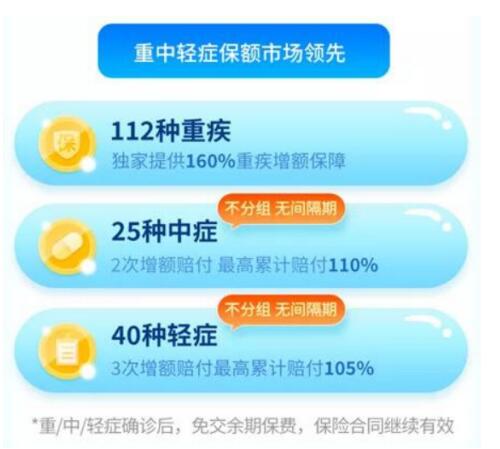 重中轻症保额市场领先
保
112种重疾
独家提供160%重疾增额保障
不分组 无间隔期
25种中症
2次增额赔付 最高累计赔付110%
不分组 无间隔期
40种轻症
3次增额赔付最高累计赔付105%
*重/中/轻症确诊后，免交余期保费，保险合同继续有效